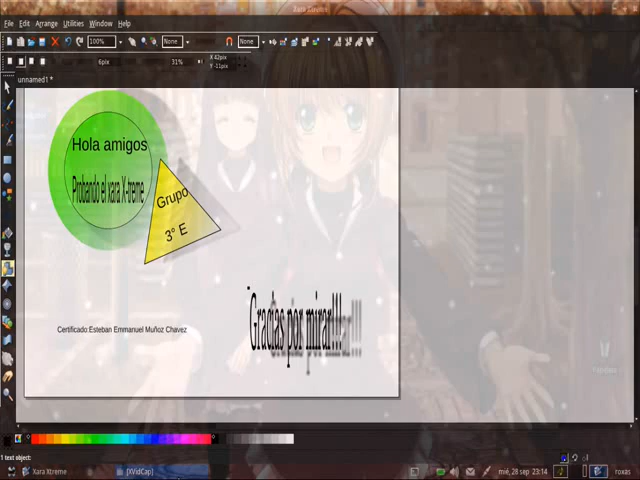 Xara Xtreme
File Edit Arrange Utilities Window Help
100% None None
6pix 31% X 42pix
Y -11pix
unnamed1 *
Hola amigos
Probando el xara X-treme
Grupo
3° E
Certificado:Esteban Emmanuel Muñoz Chavez
Gracias por mirar!!!
1 text object:
Xara Xtreme [XVidCap] mié, 28 sep 23:14 roxas